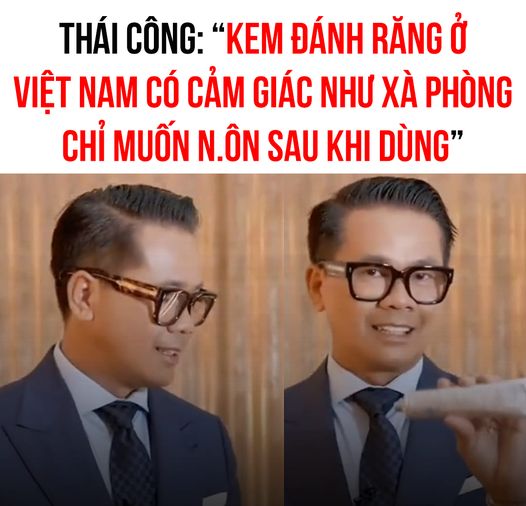 THÁI CÔNG: “KEM ĐÁNH RĂNG Ở
VIỆT NAM CÓ CẢM GIÁC NHƯ XÀ PHÒNG
CHỈ MUỐN N.ÔN SAU KHI DÙNG”